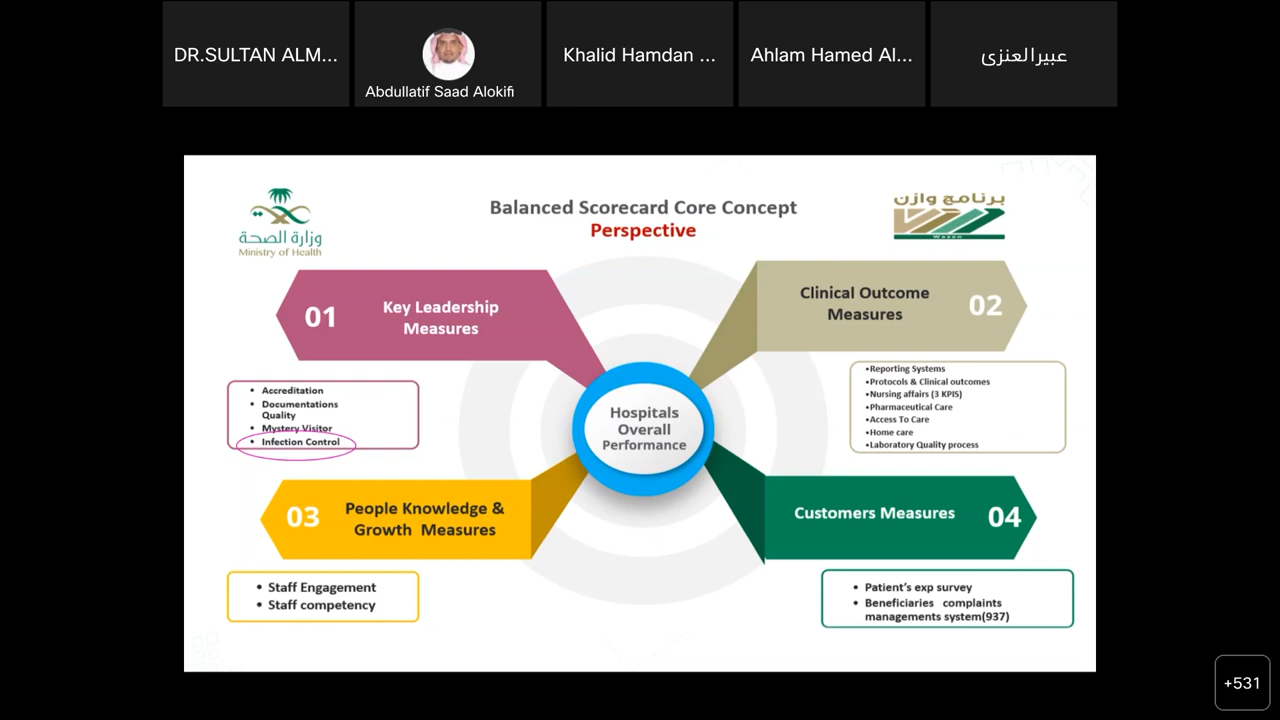 DR.SULTAN ALM...
Abdullatif Saad Alokifi
Khalid Hamdan ...
Ahlam Hamed Al...
عبيرالعنزى
وزارة الصحة
Ministry of Health
Balanced Scorecard Core Concept
Perspective
برنامج وازن
Wazen
01
Key Leadership
Measures
• Accreditation
• Documentations
Quality
• Mystery Visitor
• Infection Control
Clinical Outcome
Measures
02
•Reporting Systems
•Protocols & Clinical outcomes
•Nursing affairs (3 KPIS)
•Pharmaceutical Care
•Access To Care
•Home care
•Laboratory Quality process
Hospitals
Overall
Performance
03
People Knowledge &
Growth Measures
• Staff Engagement
• Staff competency
Customers Measures
04
• Patient's exp survey
• Beneficiaries complaints
managements system(937)
+531